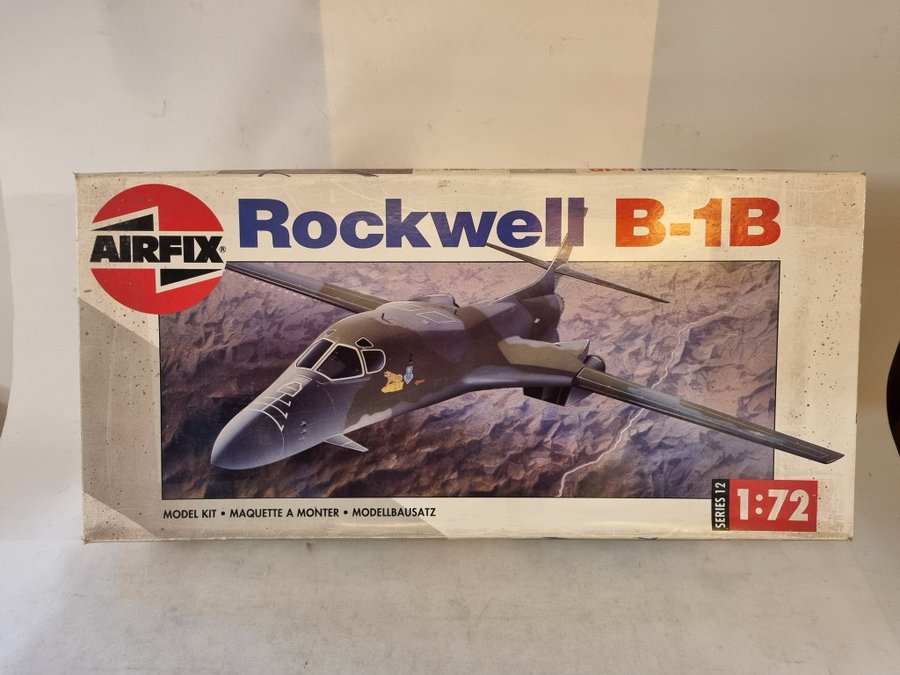 AIRFIX®
Rockwell B-1B
MODEL KIT • MAQUETTE A MONTER • MODELLBAUSATZ
SERIES 12
1:72